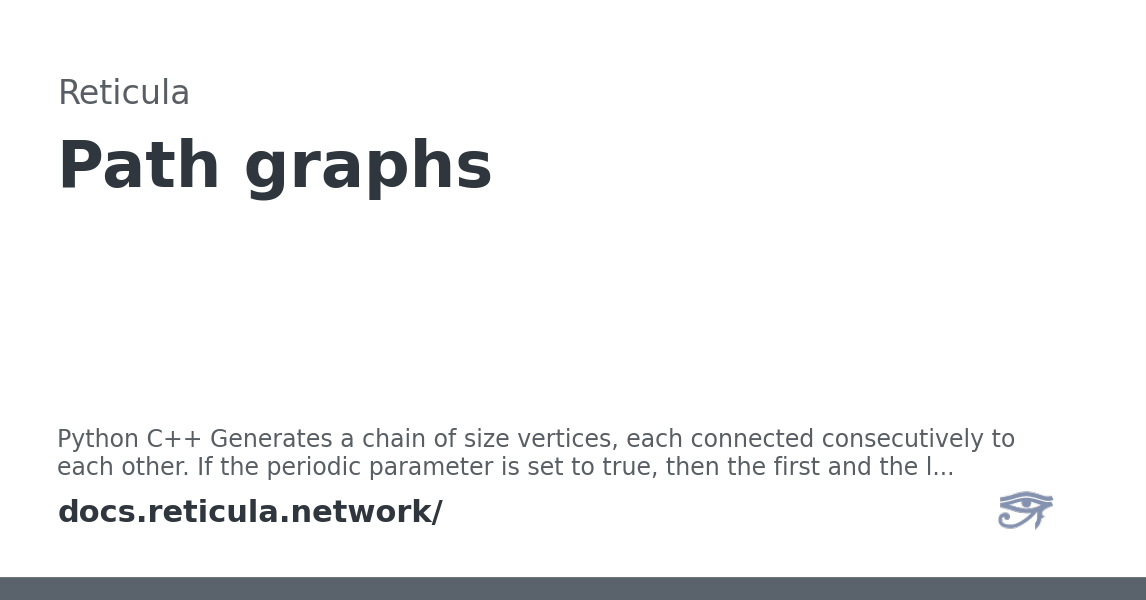 Reticula
Path graphs
Python C++ Generates a chain of size vertices, each connected consecutively to
each other. If the periodic parameter is set to true, then the first and the l...
docs.reticula.network/